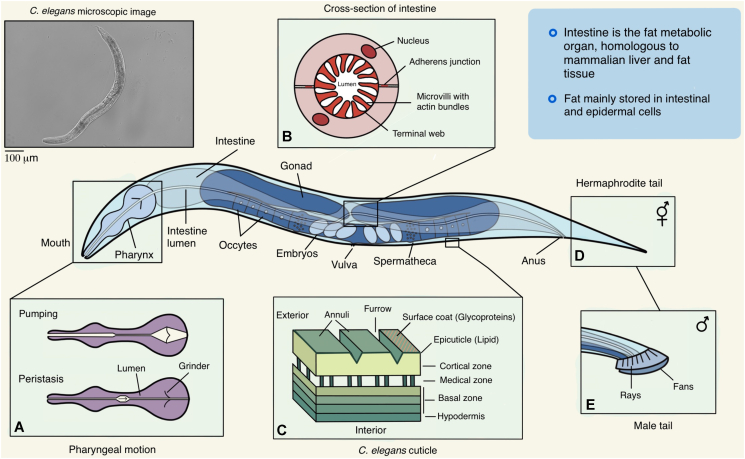 C. elegans microscopic image
100 µm
Cross-section of intestine
Nucleus
Adherens junction
Lumen
Microvilli with
actin bundles
Terminal web
B
Intestine is the fat metabolic
organ, homologous to
mammalian liver and fat
tissue
Fat mainly stored in intestinal
and epidermal cells
Intestine
Gonad
Hermaphrodite tail
⚥
Mouth
Pharynx
Intestine
lumen
Oocytes
Embryos
Vulva
Spermatheca
Anus
D
Pumping
Peristasis
Lumen
Grinder
A
Pharyngeal motion
Exterior
Annuli
Furrow
Surface coat (Glycoproteins)
Epicuticle (Lipid)
Cortical zone
Medical zone
Basal zone
Hypodermis
C
Interior
C. elegans cuticle
♂
Rays
Fans
E
Male tail